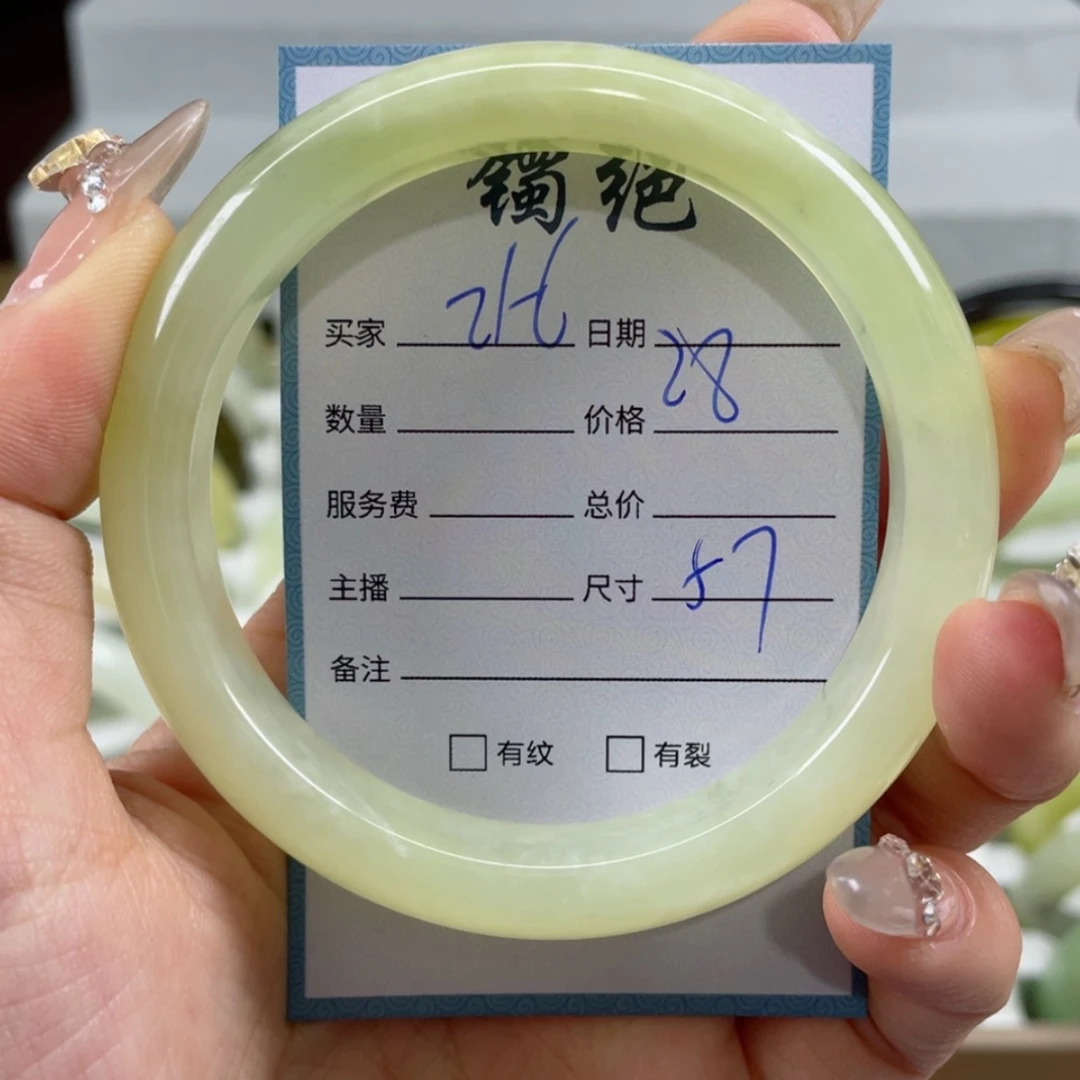 镯绝
买家 日期
数量 价格 28
服务费 总价
主播 尺寸 57
备注
□有纹 □有裂